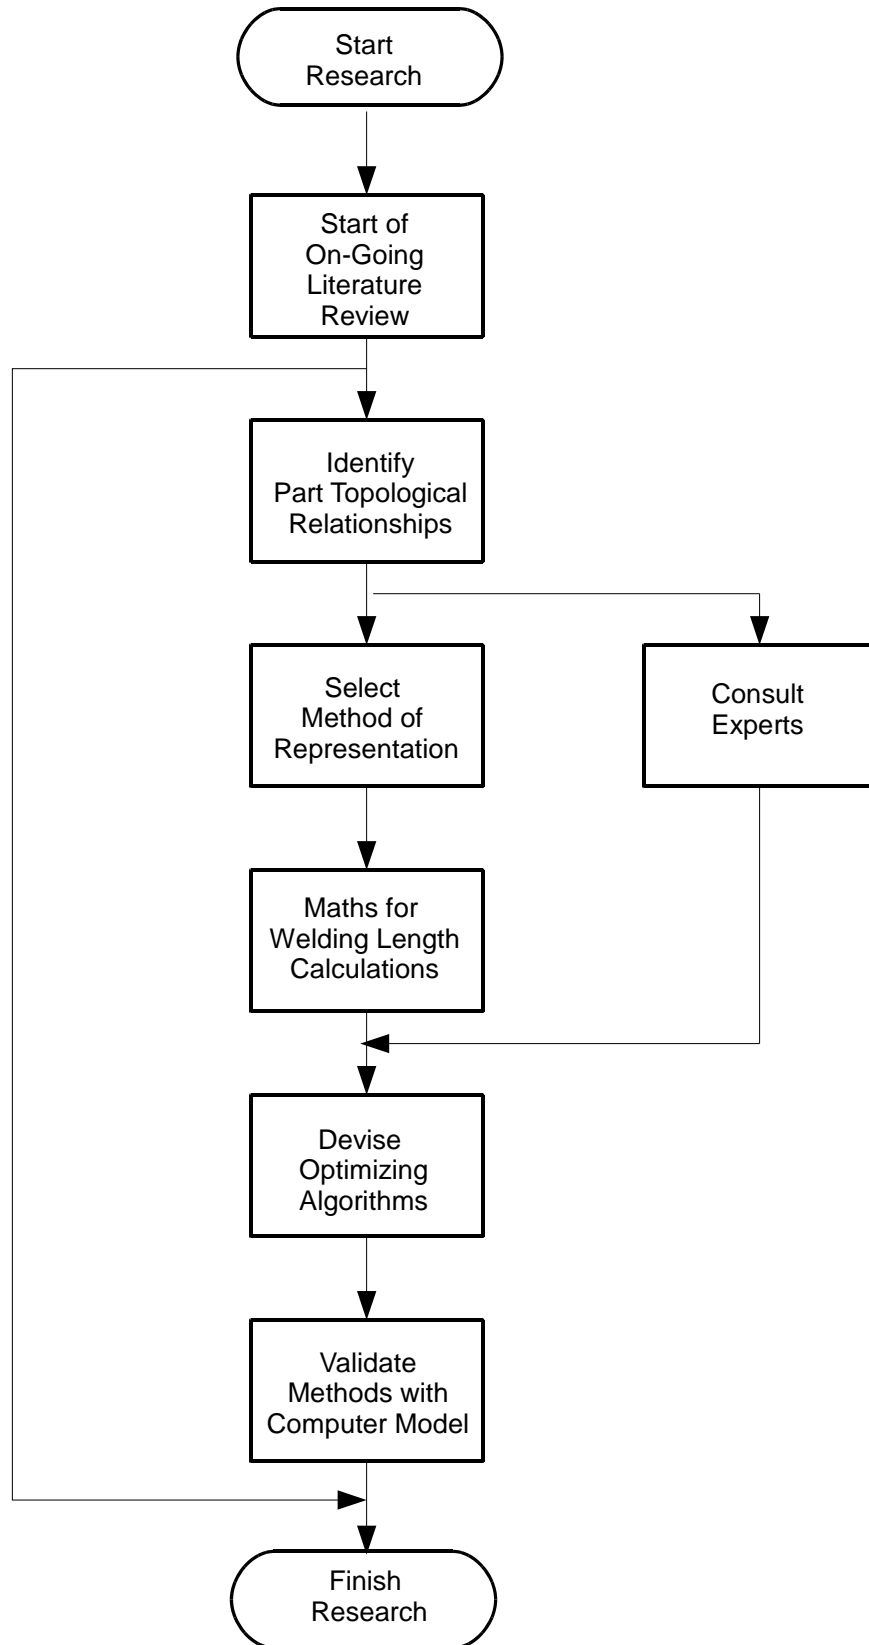 Start
Research
Start of
On-Going
Literature
Review
Identify
Part Topological
Relationships
Select
Method of
Representation
Consult
Experts
Maths for
Welding Length
Calculations
Devise
Optimizing
Algorithms
Validate
Methods with
Computer Model
Finish
Research